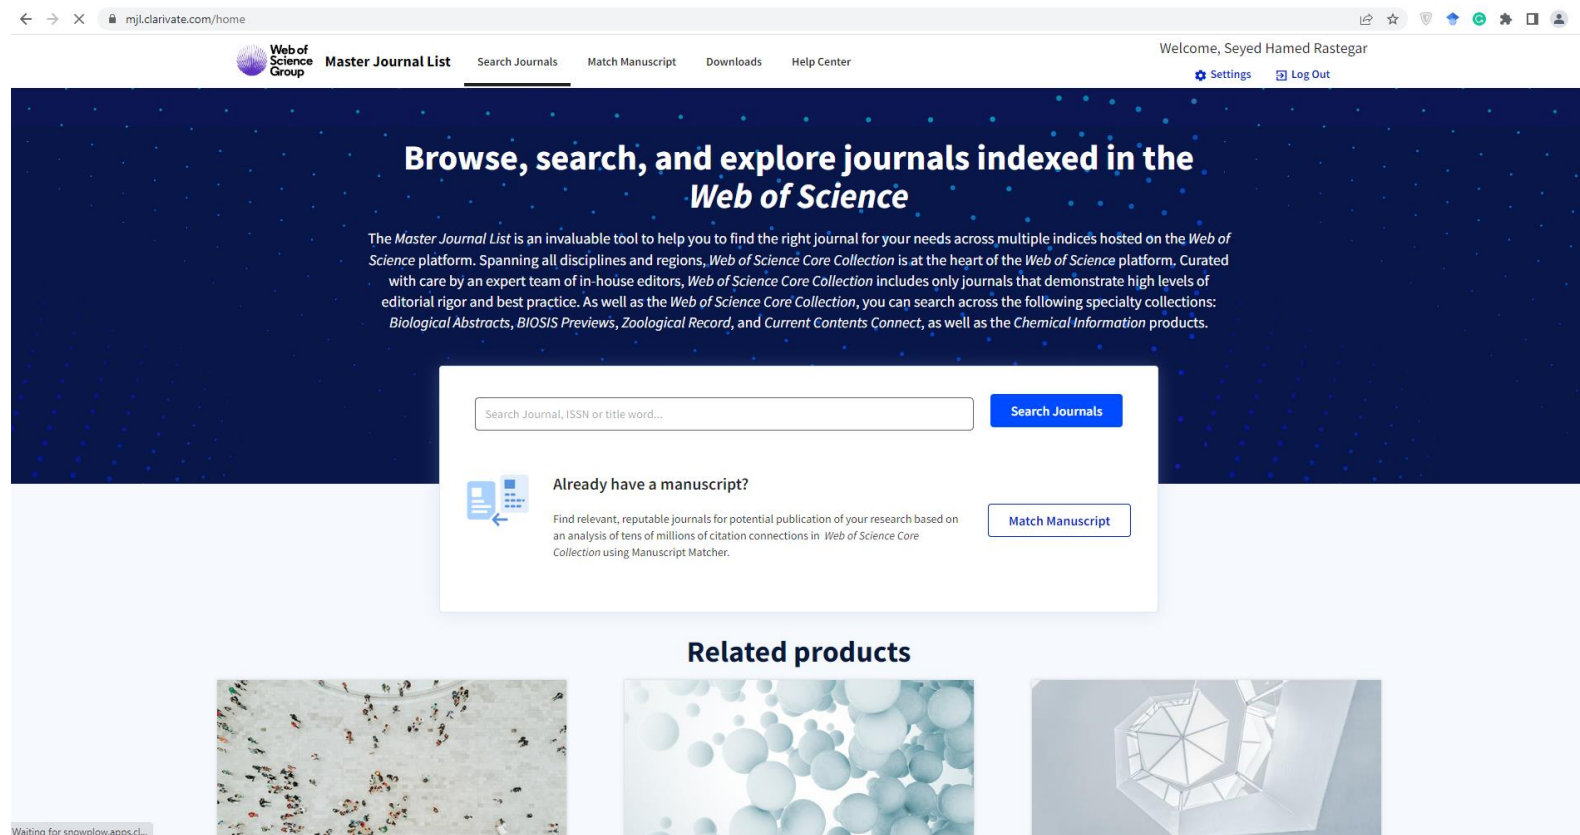 mjl.clarivate.com/home
Web of
Science
Group
Master Journal List
Search Journals
Match Manuscript
Downloads
Help Center
Welcome, Seyed Hamed Rastegar
Settings
Log Out
Browse, search, and explore journals indexed in the
Web of Science
The Master Journal List is an invaluable tool to help you to find the right journal for your needs across multiple indices hosted on the Web of
Science platform. Spanning all disciplines and regions, Web of Science Core Collection is at the heart of the Web of Science platform. Curated
with care by an expert team of in-house editors, Web of Science Core Collection includes only journals that demonstrate high levels of
editorial rigor and best practice. As well as the Web of Science Core Collection, you can search across the following specialty collections:
Biological Abstracts, BIOSIS Previews, Zoological Record, and Current Contents Connect, as well as the Chemical Information products.
Search Journal, ISSN or title word...
Search Journals
Already have a manuscript?
Find relevant, reputable journals for potential publication of your research based on
an analysis of tens of millions of citation connections in Web of Science Core
Collection using Manuscript Matcher.
Match Manuscript
Related products
Waiting for snowplow.apps.cl...